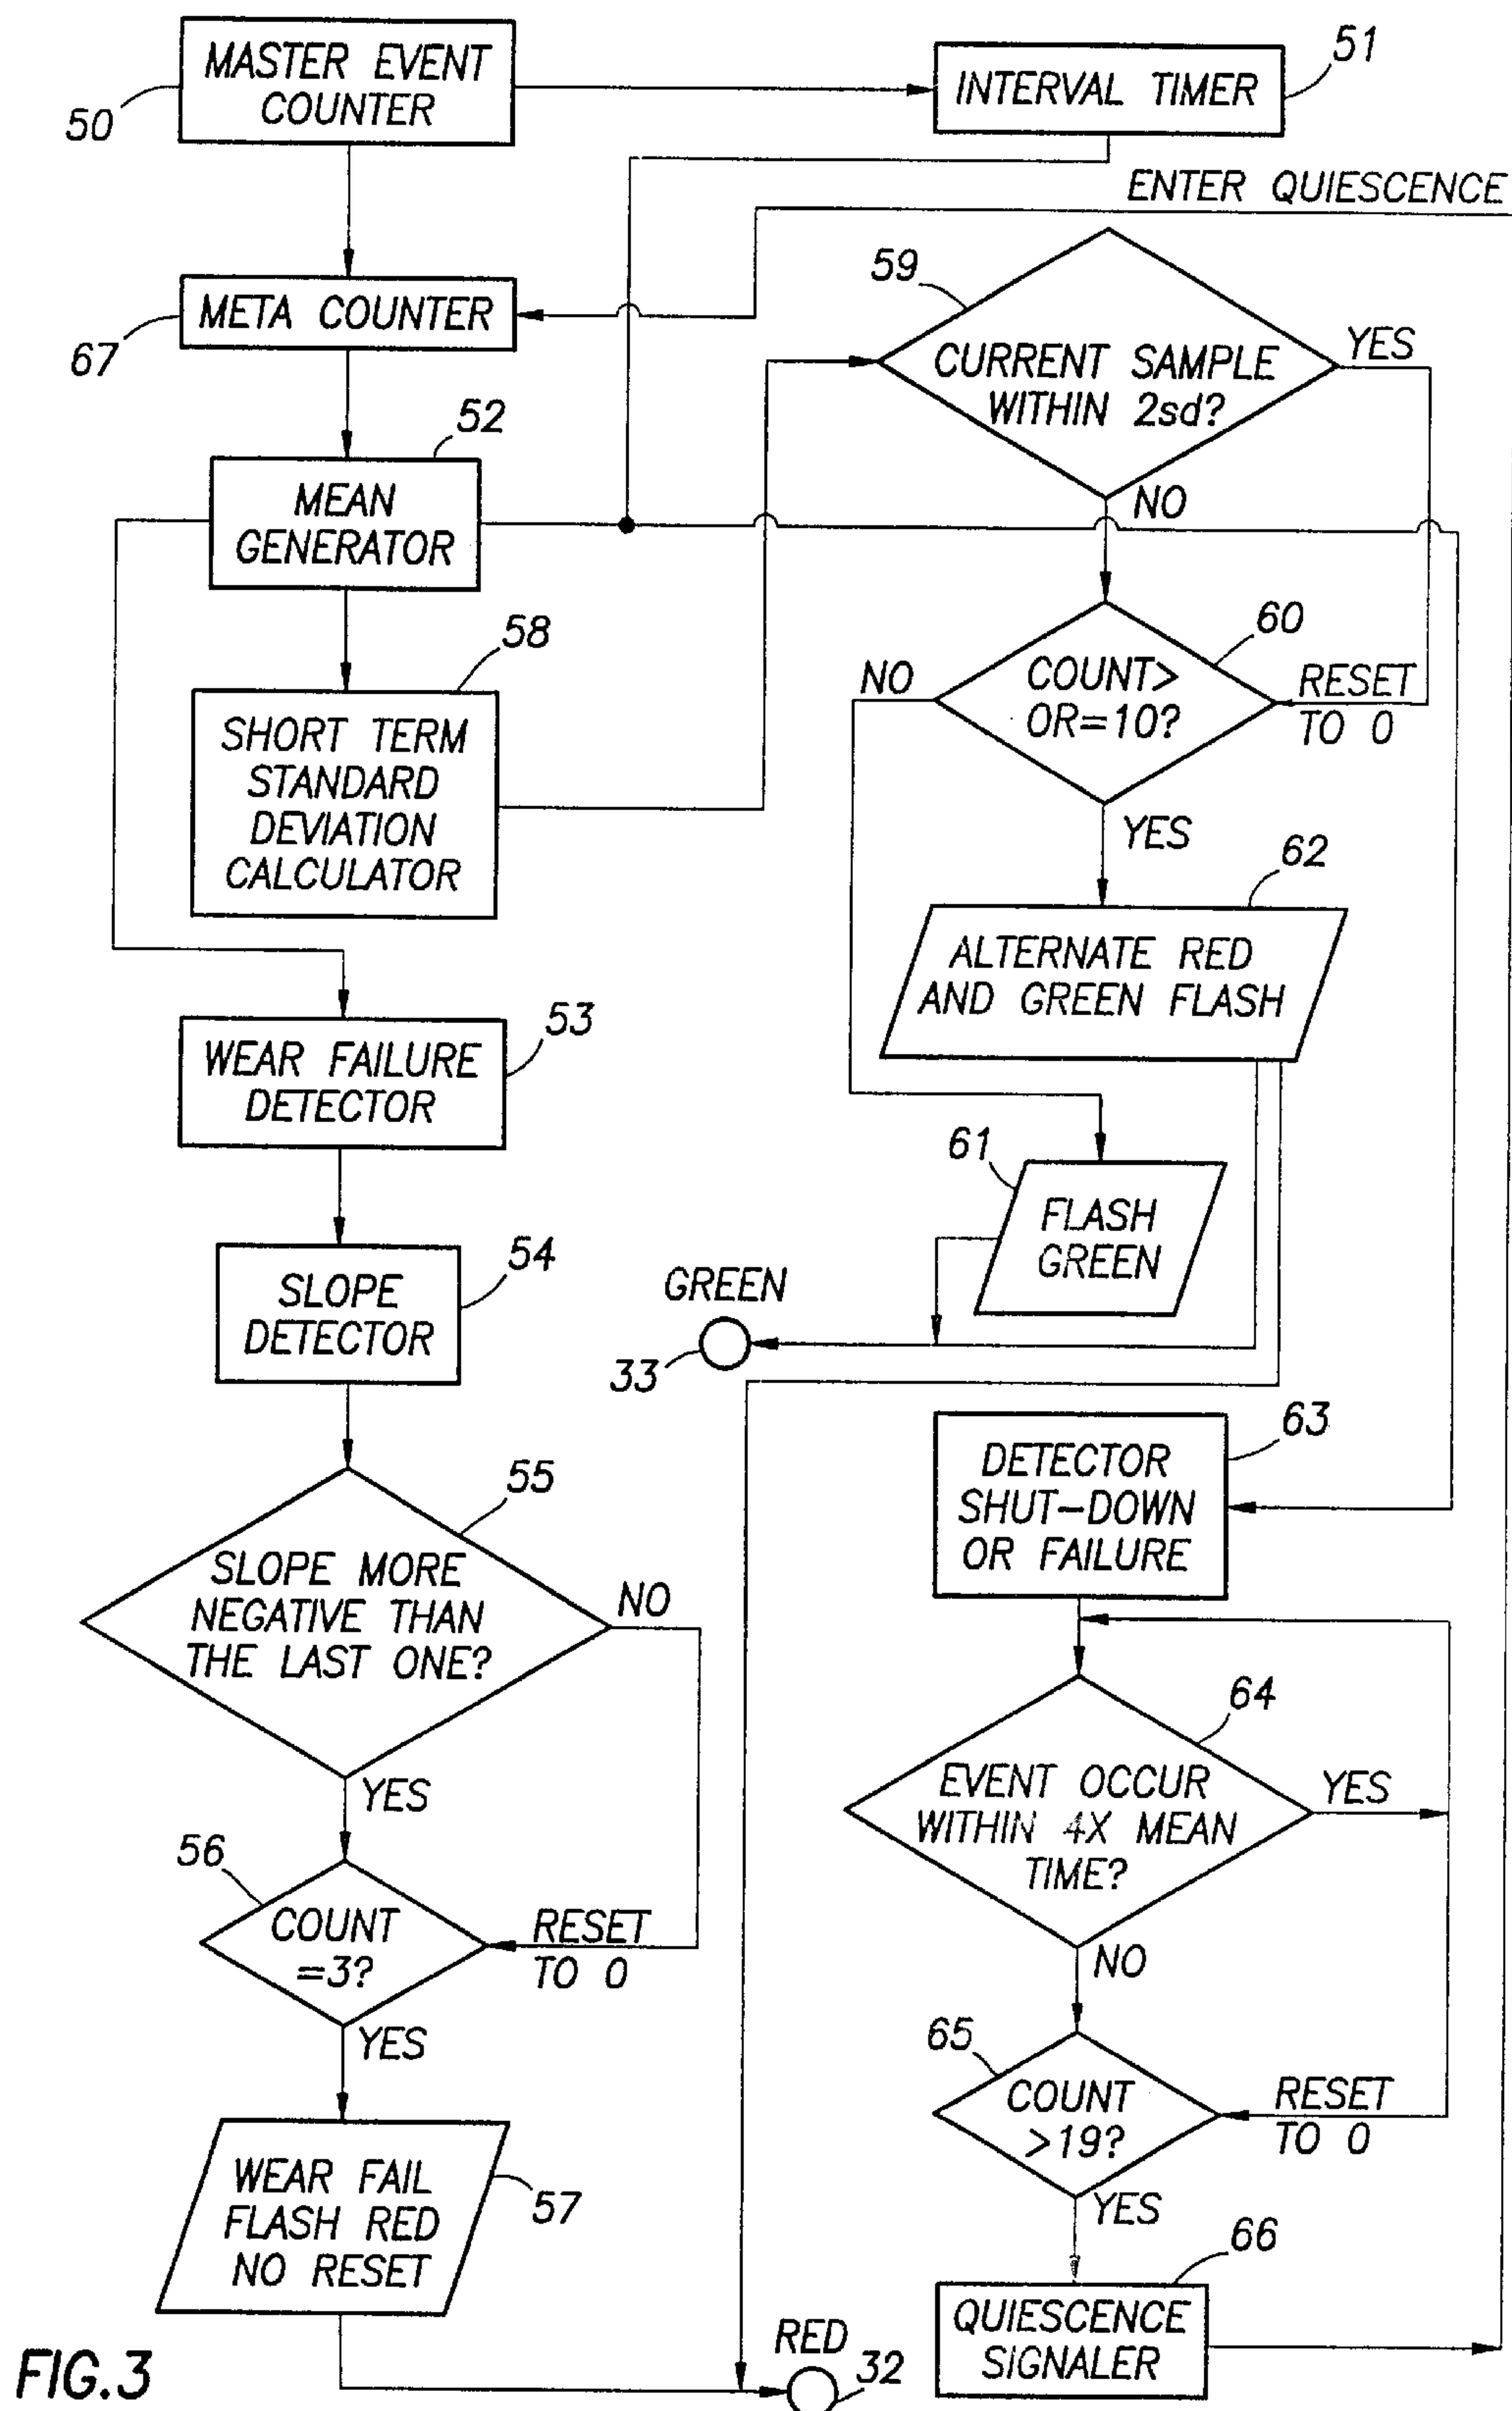 MASTER EVENT
COUNTER
50
INTERVAL TIMER
51
ENTER QUIESCENCE
META COUNTER
67
59
CURRENT SAMPLE
WITHIN 2sd?
YES
NO
MEAN
GENERATOR
52
SHORT TERM
STANDARD
DEVIATION
CALCULATOR
58
COUNT>
OR=10?
60
NO
RESET
TO 0
YES
ALTERNATE RED
AND GREEN FLASH
62
WEAR FAILURE
DETECTOR
53
61
FLASH
GREEN
SLOPE
DETECTOR
54
GREEN
33
DETECTOR
SHUT-DOWN
OR FAILURE
63
55
SLOPE MORE
NEGATIVE THAN
THE LAST ONE?
NO
YES
64
EVENT OCCUR
WITHIN 4X MEAN
TIME?
YES
NO
56
COUNT
=3?
RESET
TO 0
YES
65
COUNT
>19?
RESET
TO 0
YES
WEAR FAIL
FLASH RED
NO RESET
57
66
QUIESCENCE
SIGNALER
RED
32
FIG.3